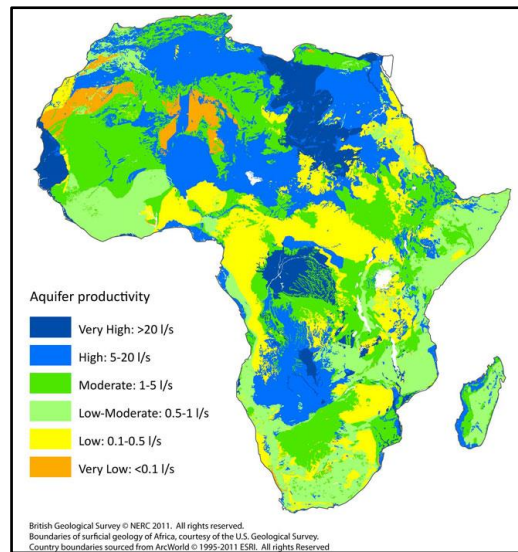 Aquifer productivity
Very High: >20 l/s
High: 5-20 l/s
Moderate: 1-5 l/s
Low-Moderate: 0.5-1 l/s
Low: 0.1-0.5 l/s
Very Low: <0.1 l/s
British Geological Survey © NERC 2011. All rights reserved.
Boundaries of surficial geology of Africa, courtesy of the U.S. Geological Survey.
Country boundaries sourced from ArcWorld © 1995-2011 ESRI. All rights Reserved